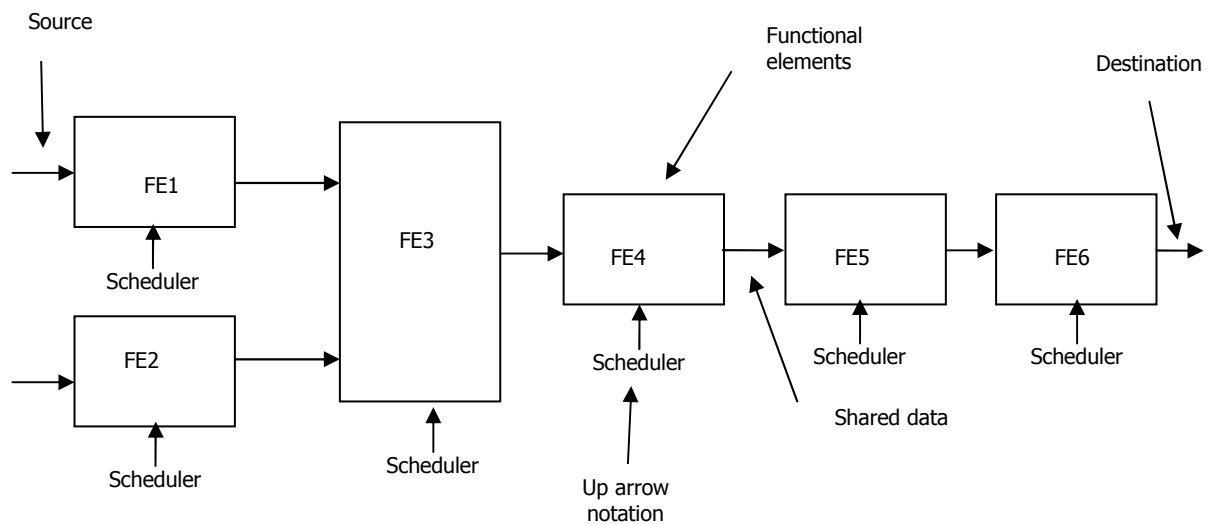 Source
Functional
elements
Destination
FE1
FE3
FE4
FE5
FE6
Scheduler
FE2
Scheduler
Scheduler
Scheduler
Shared data
Scheduler
Scheduler
Up arrow
notation